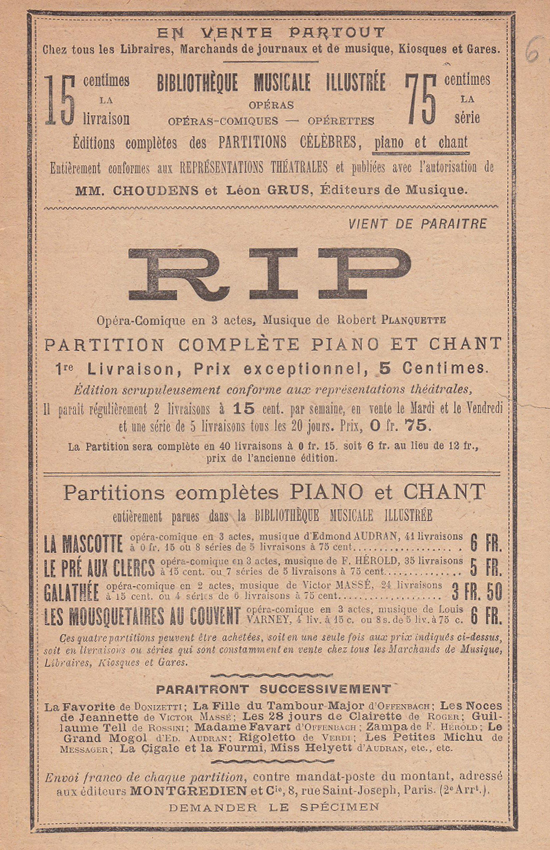 EN VENTE PARTOUT
Chez tous les Libraires, Marchands de journaux et de musique, Kiosques et Gares.
15 centimes LA livraison
BIBLIOTHÈQUE MUSICALE ILLUSTRÉE
OPÉRAS
OPÉRAS-COMIQUES — OPÉRETTES
75 centimes LA série
Éditions complètes des PARTITIONS CÉLÈBRES, piano et chant
Entièrement conformes aux REPRÉSENTATIONS THÉATRALES et publiées avec l'autorisation de
MM. CHOUDENS et Léon GRUS, Éditeurs de Musique.
VIENT DE PARAITRE
RIP
Opéra-Comique en 3 actes, Musique de Robert PLANQUETTE
PARTITION COMPLÈTE PIANO ET CHANT
1re Livraison, Prix exceptionnel, 5 Centimes.
Édition scrupuleusement conforme aux représentations théâtrales,
Il parait régulièrement 2 livraisons à 15 cent. par semaine, en vente le Mardi et le Vendredi
et une série de 5 livraisons tous les 20 jours. Prix, 0 fr. 75.
La Partition sera complète en 40 livraisons à 0 fr. 15. soit 6 fr. au lieu de 12 fr.,
prix de l'ancienne édition.
Partitions complètes PIANO et CHANT
entièrement parues dans la BIBLIOTHÈQUE MUSICALE ILLUSTRÉE
LA MASCOTTE opéra-comique en 3 actes, musique d'Edmond AUDRAN, 41 livraisons
à 0 fr. 15 ou 8 séries de 5 livraisons à 75 cent. . . . . . . . . . . . . . . . . . 6 FR.
LE PRÉ AUX CLERCS opéra-comique en 3 actes, musique de F. HÉROLD, 35 livraisons
à 15 cent. ou 7 séries de 5 livraisons à 75 cent. . . . . . . . . . . . . 5 FR.
GALATHÉE opéra-comique en 2 actes, musique de Victor MASSÉ, 24 livraisons
à 15 cent. ou 4 séries de 6 livraisons à 75 cent. . . . . . . . . . . . . . . . 3 FR. 50
LES MOUSQUETAIRES AU COUVENT opéra-comique en 3 actes, musique de Louis
VARNEY, 4 liv. à 15 c. ou 8 s. de 5 liv. à 75 c. 6 FR.
Ces quatre partitions peuvent être achetées, soit en une seule fois aux prix indiqués ci-dessus,
soit en livraisons ou séries qui sont constamment en vente chez tous les Marchands de Musique,
Libraires, Kiosques et Gares.
PARAITRONT SUCCESSIVEMENT
La Favorite de DONIZETTI; La Fille du Tambour-Major d'OFFENBACH; Les Noces
de Jeannette de VICTOR MASSÉ; Les 28 jours de Clairette de ROGER; Guil-
laume Tell de ROSSINI; Madame Favart d'OFFENBACH; Zampa de F. HÉROLD; Le
Grand Mogol d'ED. AUDRAN; Rigoletto de VERDI; Les Petites Michu de
MESSAGER; La Cigale et la Fourmi, Miss Helyett d'AUDRAN, etc., etc.
Envoi franco de chaque partition, contre mandat-poste du montant, adressé
aux éditeurs MONTGREDIEN et Cie, 8, rue Saint-Joseph, Paris. (2e Arrt.).
DEMANDER LE SPÉCIMEN